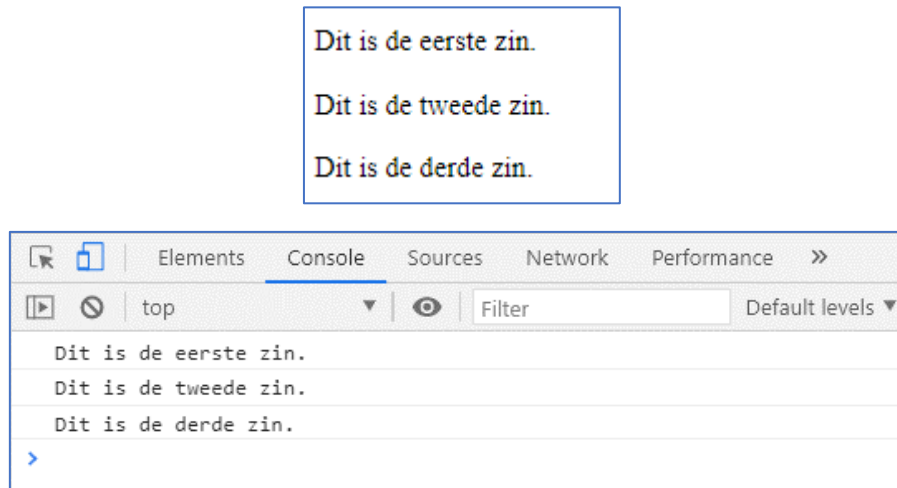 Dit is de eerste zin.
Dit is de tweede zin.
Dit is de derde zin.
Elements Console Sources Network Performance »
top Filter Default levels
Dit is de eerste zin.
Dit is de tweede zin.
Dit is de derde zin.
>